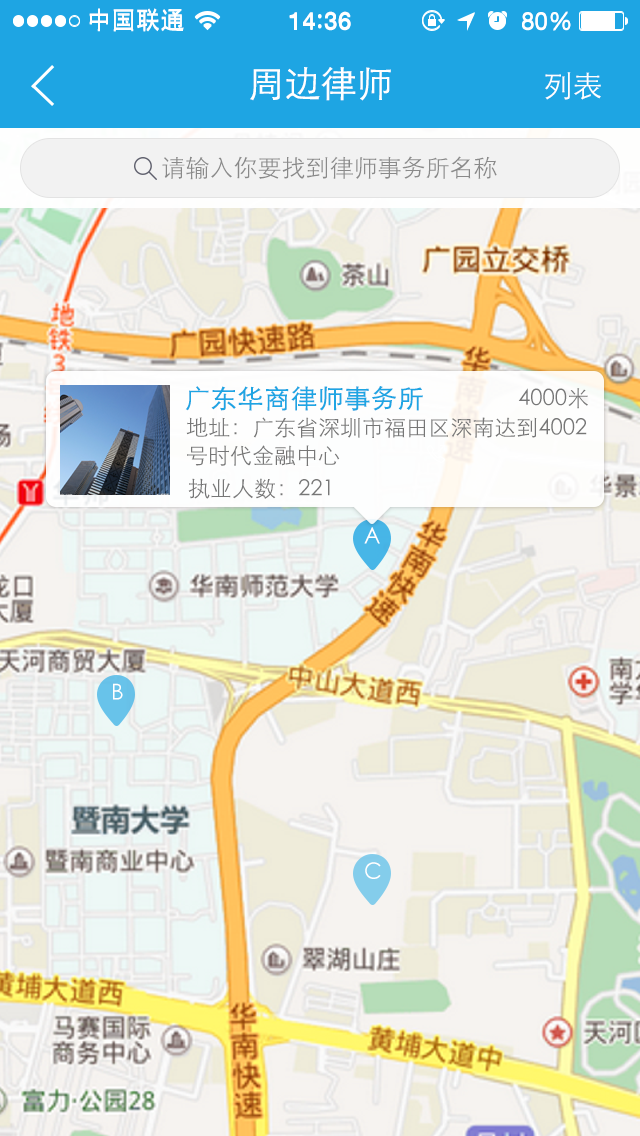 中国联通
14:36
80%
周边律师
列表
请输入你要找到律师事务所名称
广园立交桥
茶山
地铁3
广园快速路
华南
广东华商律师事务所
4000米
地址：广东省深圳市福田区深南达到4002
号时代金融中心
执业人数：221
华景
A
华南快速
华南师范大学
龙口
大厦
天河商贸大厦
中山大道西
B
暨南大学
暨南商业中心
C
翠湖山庄
黄埔大道西
马赛国际
商务中心
华南快速
黄埔大道中
天河
富力·公园28